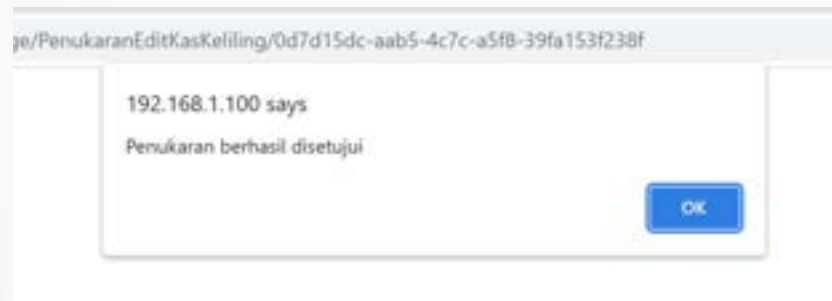 ge/PenukaranEditKasKeliling/0d7d15dc-aab5-4c7c-a5f8-39fa153f238f
192.168.1.100 says
Penukaran berhasil disetujui
OK